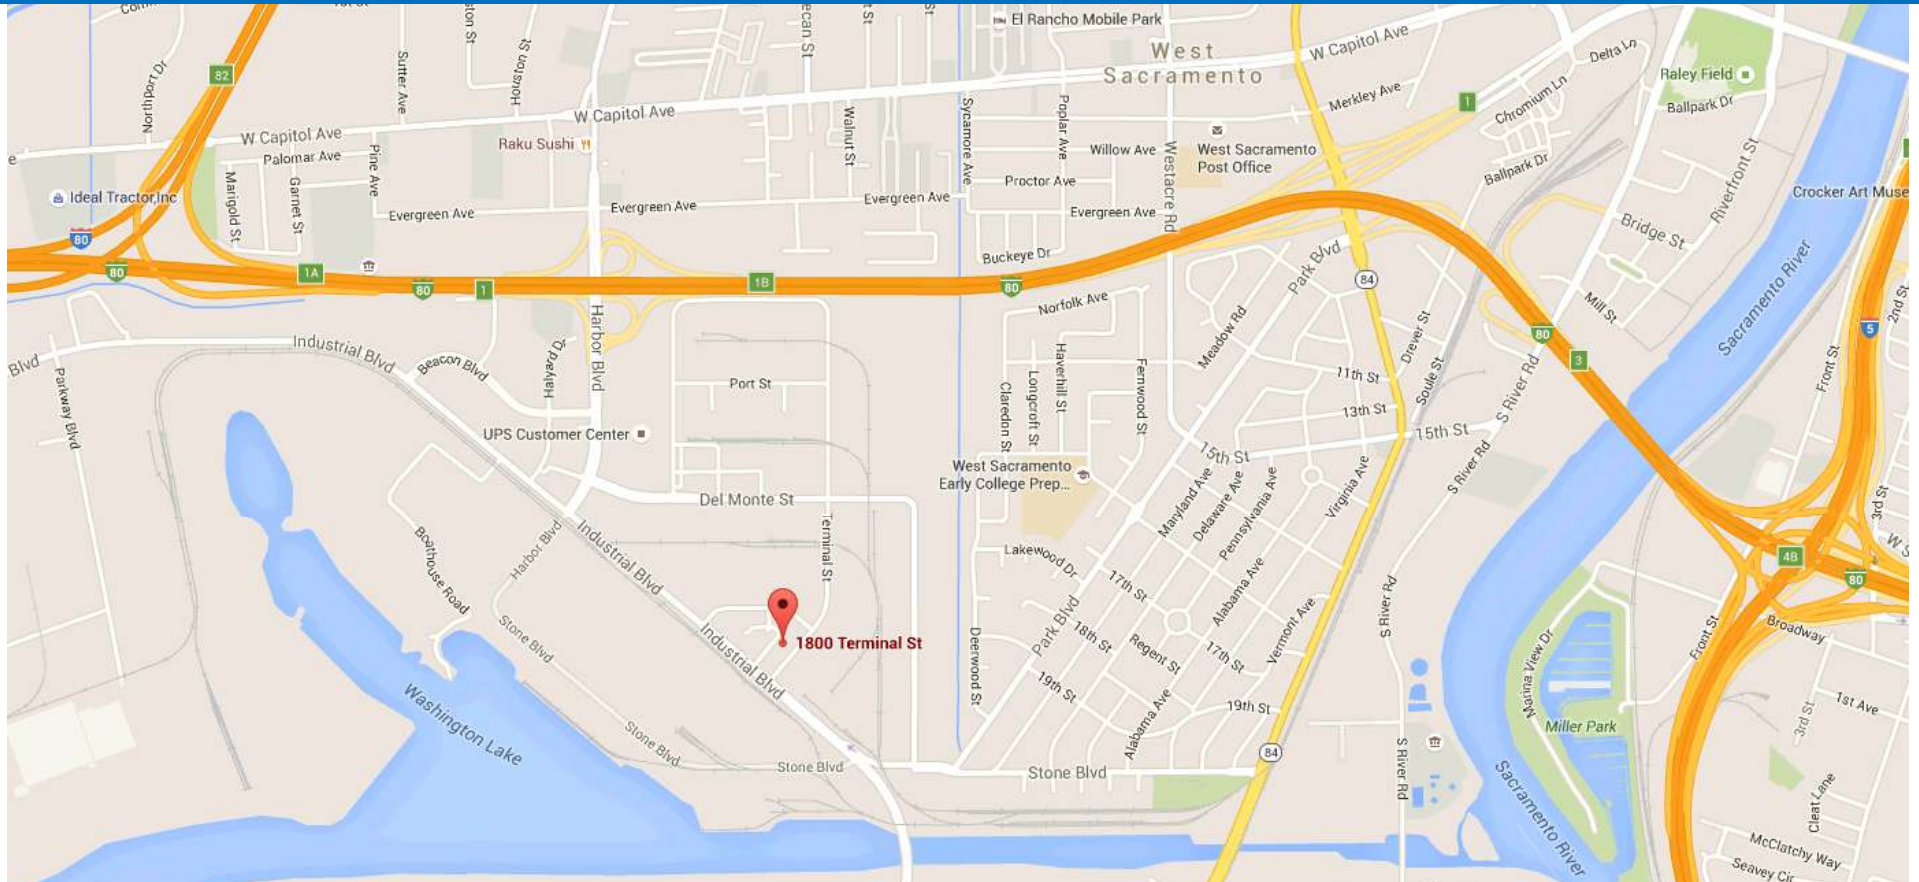 El Rancho Mobile Park
W Capitol Ave
West
Sacramento
Delta Ln
Raley Field
82
Northport Dr
Sutter Ave
Houston St
1
Merkley Ave
Chromium Ln
Ballpark Dr
W Capitol Ave
W Capitol Ave
Walnut St
Sycamore Ave
Poplar Ave
Raku Sushi
Willow Ave
West Sacramento
Post Office
Westacre Rd
Palomar Ave
Pine Ave
Ballpark Dr
Riverfront St
Proctor Ave
Marigold St
Garnet St
Ideal Tractor,Inc
Evergreen Ave
Evergreen Ave
Evergreen Ave
Evergreen Ave
Bridge St
80
Buckeye Dr
Park Blvd
Sacramento River
80
1A
80
1
1B
80
84
Norfolk Ave
Mill St
2nd St
Harbor Blvd
Industrial Blvd
Beacon Blvd
Halyard Dr
Meadow Rd
Drever St
80
3
5
Parkway Blvd
Port St
Claredon St
Longcroft St
Haverhill St
Fernwood St
11th St
Soule St
S River Rd
Front St
13th St
UPS Customer Center
15th St
15th St
West Sacramento
Early College Prep...
S River Rd
Maryland Ave
Delaware Ave
Pennsylvania Ave
Virginia Ave
Del Monte St
3rd St
Boathouse Road
Harbor Blvd
Industrial Blvd
Terminal St
Lakewood Dr
17th St
Alabama Ave
4B
80
S River Rd
Stone Blvd
1800 Terminal St
Industrial Blvd
Deerwood St
Park Blvd
18th St
Regent St
17th St
Vermont Ave
Marina View Dr
Front St
Broadway
Washington Lake
19th St
Alabama Ave
19th St
1st Ave
3rd St
Miller Park
Stone Blvd
Stone Blvd
Stone Blvd
84
S River Rd
Sacramento River
Cleat Lane
McClatchy Way
Seavey Cir